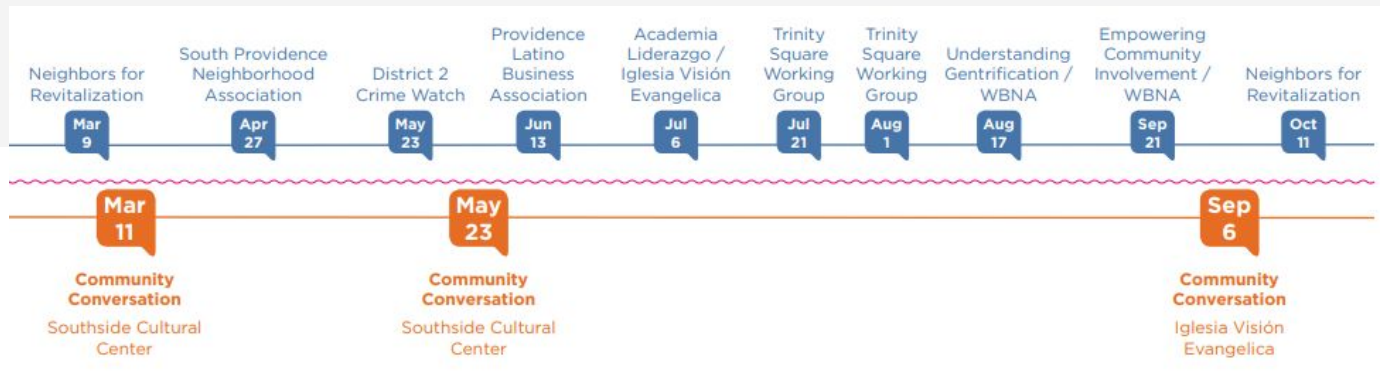 Neighbors for
Revitalization
Mar
9
South Providence
Neighborhood
Association
Apr
27
District 2
Crime Watch
May
23
Providence
Latino
Business
Association
Jun
13
Academia
Liderazgo /
Iglesia Visión
Evangelica
Jul
6
Trinity
Square
Working
Group
Jul
21
Trinity
Square
Working
Group
Aug
1
Understanding
Gentrification /
WBNA
Aug
17
Empowering
Community
Involvement /
WBNA
Sep
21
Neighbors for
Revitalization
Oct
11
Mar
11
Community
Conversation
Southside Cultural
Center
May
23
Community
Conversation
Southside Cultural
Center
Sep
6
Community
Conversation
Iglesia Visión
Evangelica